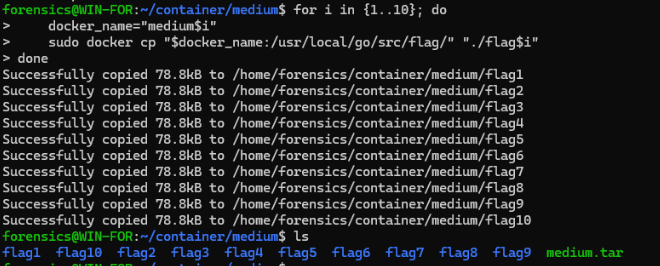 forensics@WIN-FOR:~/container/medium$ for i in {1..10}; do
>     docker_name="medium$i"
>     sudo docker cp "$docker_name:/usr/local/go/src/flag/" "./flag$i"
> done
Successfully copied 78.8kB to /home/forensics/container/medium/flag1
Successfully copied 78.8kB to /home/forensics/container/medium/flag2
Successfully copied 78.8kB to /home/forensics/container/medium/flag3
Successfully copied 78.8kB to /home/forensics/container/medium/flag4
Successfully copied 78.8kB to /home/forensics/container/medium/flag5
Successfully copied 78.8kB to /home/forensics/container/medium/flag6
Successfully copied 78.8kB to /home/forensics/container/medium/flag7
Successfully copied 78.8kB to /home/forensics/container/medium/flag8
Successfully copied 78.8kB to /home/forensics/container/medium/flag9
Successfully copied 78.8kB to /home/forensics/container/medium/flag10
forensics@WIN-FOR:~/container/medium$ ls
flag1  flag10  flag2  flag3  flag4  flag5  flag6  flag7  flag8  flag9  medium.tar